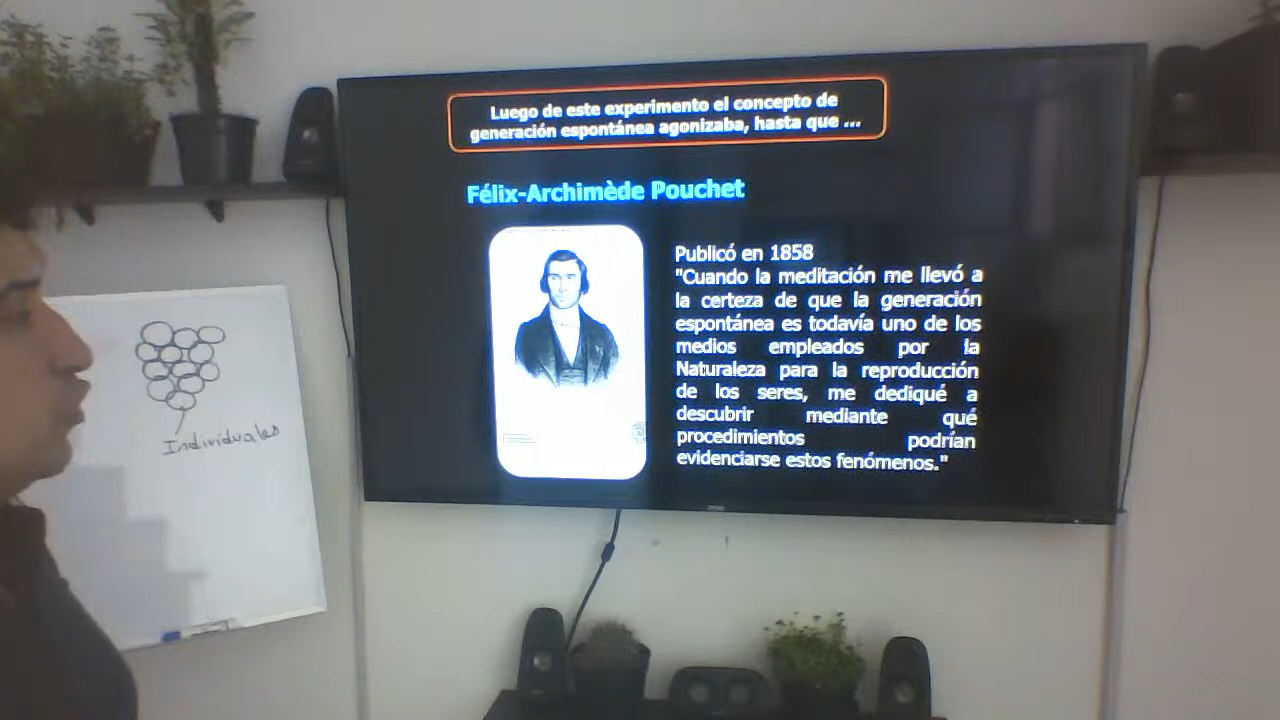 Luego de este experimento el concepto de
generación espontánea agonizaba, hasta que ...
Félix-Archimède Pouchet
Publicó en 1858
"Cuando la meditación me llevó a
la certeza de que la generación
espontánea es todavía uno de los
medios empleados por la
Naturaleza para la reproducción
de los seres, me dediqué a
descubrir mediante qué
procedimientos podrían
evidenciarse estos fenómenos."
Individuales